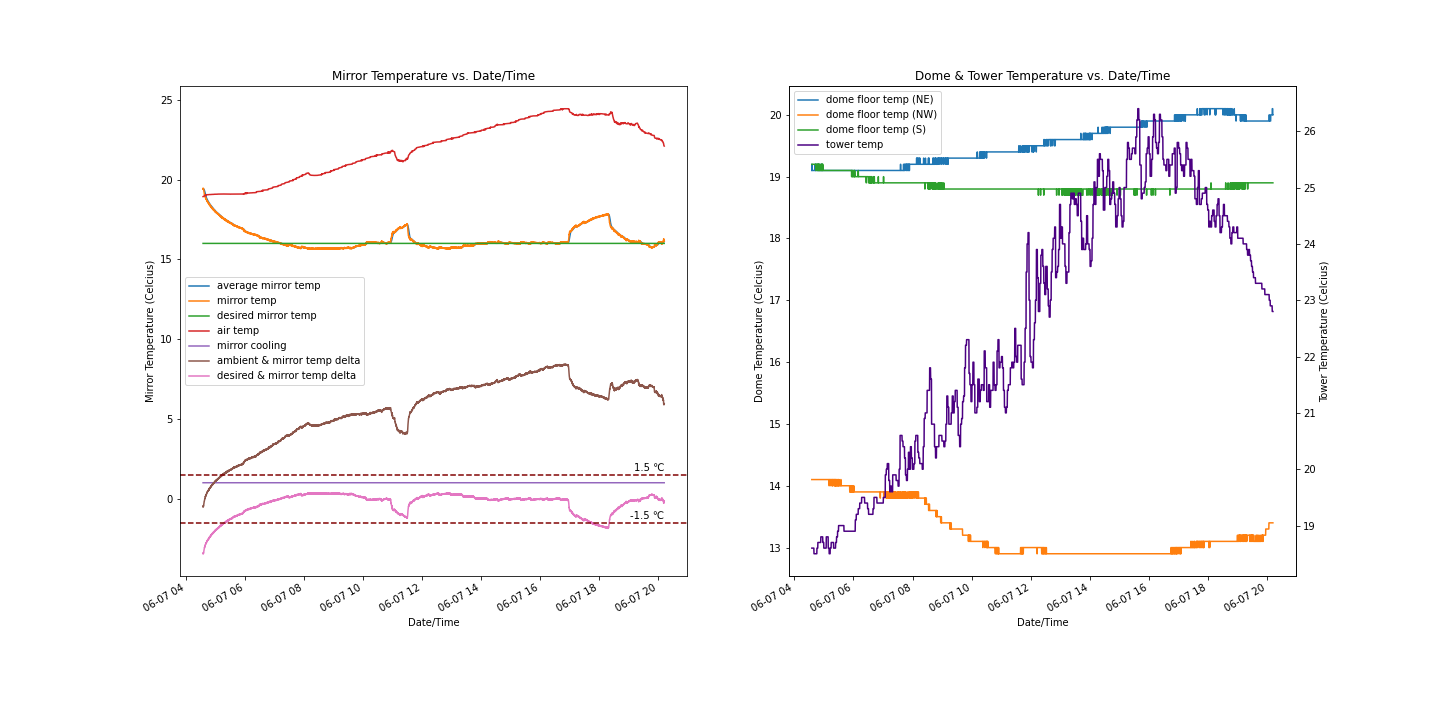 Mirror Temperature vs. Date/Time
Mirror Temperature (Celcius)
25
20
15
10
5
0
average mirror temp
mirror temp
desired mirror temp
air temp
mirror cooling
ambient & mirror temp delta
desired & mirror temp delta
1.5 °C
-1.5 °C
06-07 04
06-07 06
06-07 08
06-07 10
06-07 12
06-07 14
06-07 16
06-07 18
06-07 20
Date/Time
Dome & Tower Temperature vs. Date/Time
Dome Temperature (Celcius)
20
19
18
17
16
15
14
13
dome floor temp (NE)
dome floor temp (NW)
dome floor temp (S)
tower temp
26
25
24
23
22
21
20
19
Tower Temperature (Celcius)
06-07 04
06-07 06
06-07 08
06-07 10
06-07 12
06-07 14
06-07 16
06-07 18
06-07 20
Date/Time